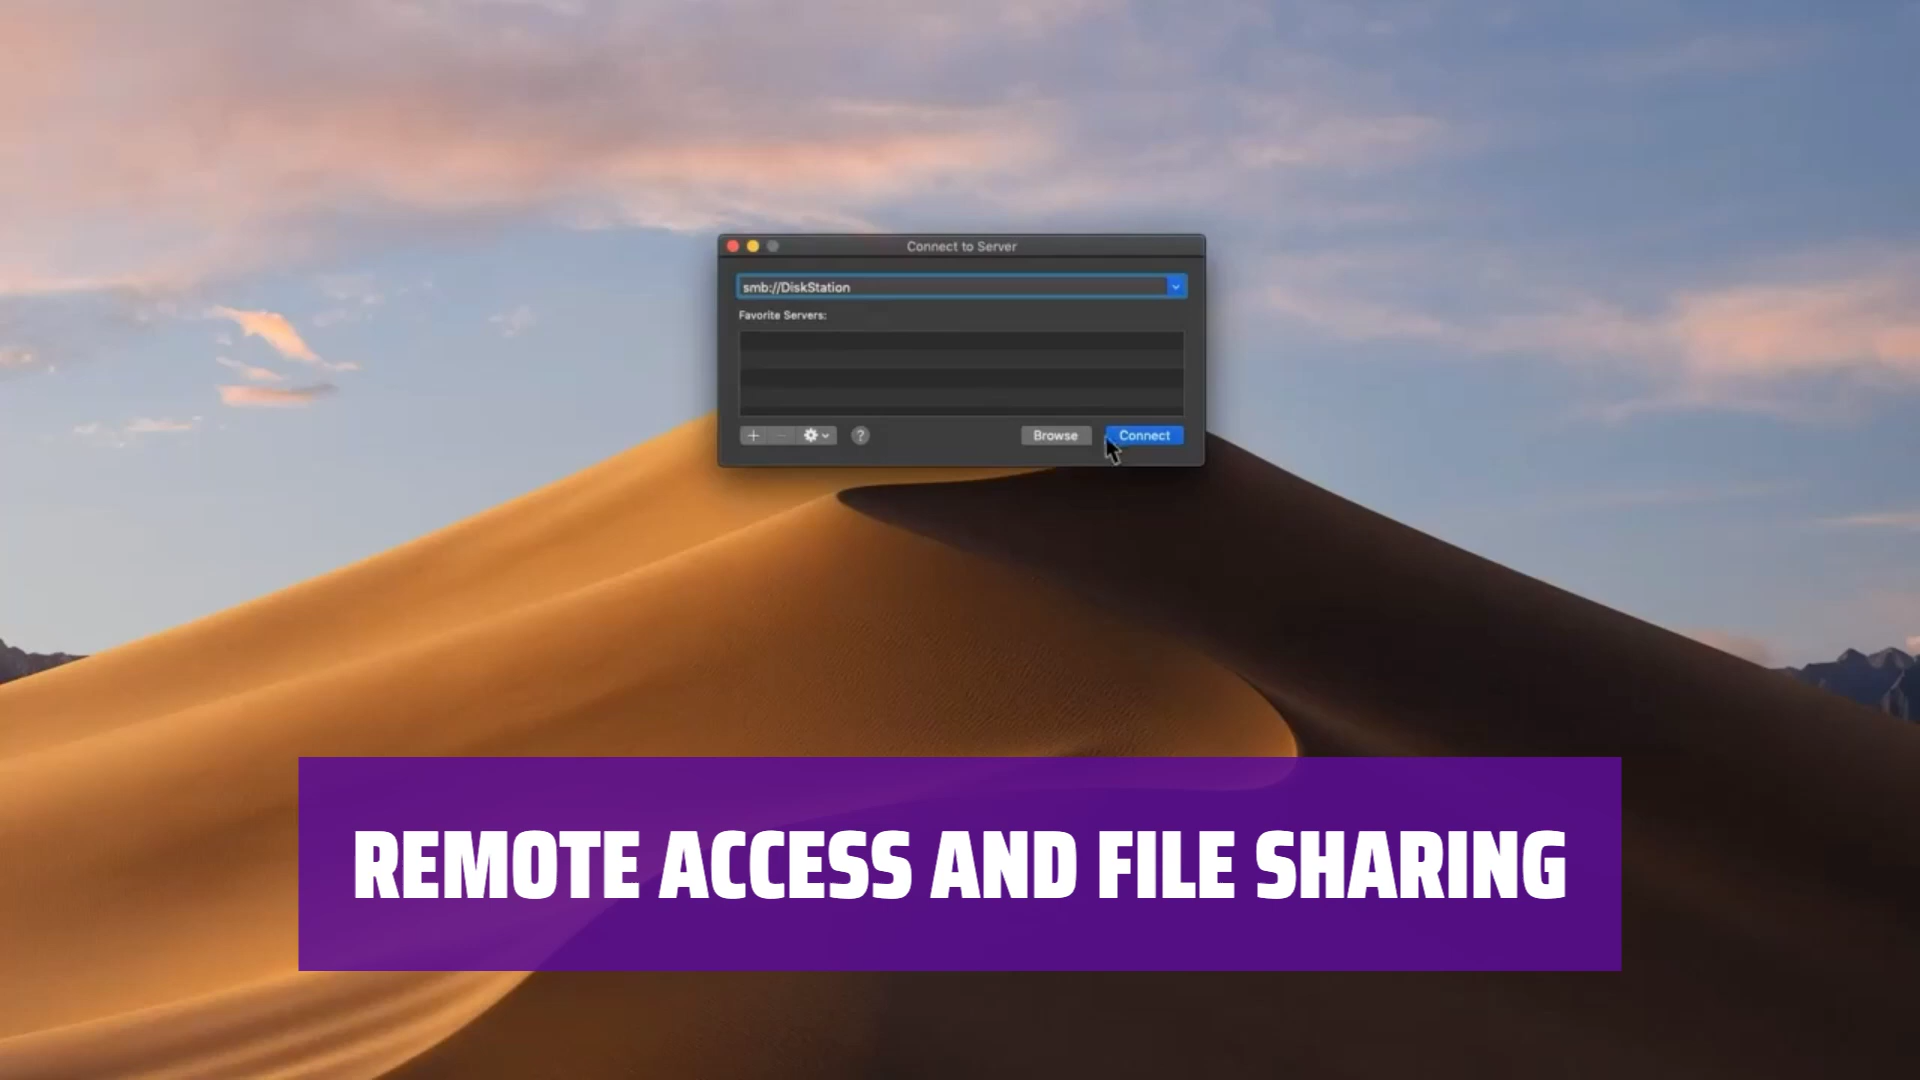 Connect to Server
smb://DiskStation
Favorite Servers:
+ − ? Browse Connect
REMOTE ACCESS AND FILE SHARING